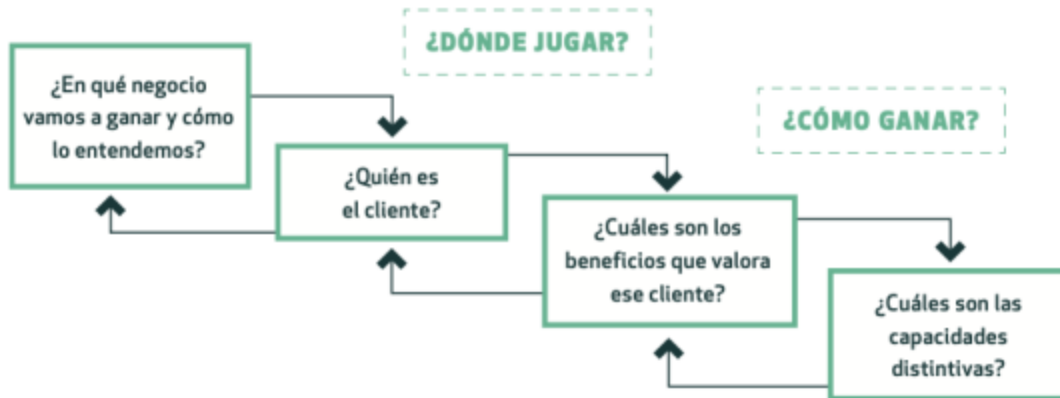 ¿DÓNDE JUGAR?
¿En qué negocio
vamos a ganar y cómo
lo entendemos?
¿CÓMO GANAR?
¿Quién es
el cliente?
¿Cuáles son los
beneficios que valora
ese cliente?
¿Cuáles son las
capacidades
distintivas?